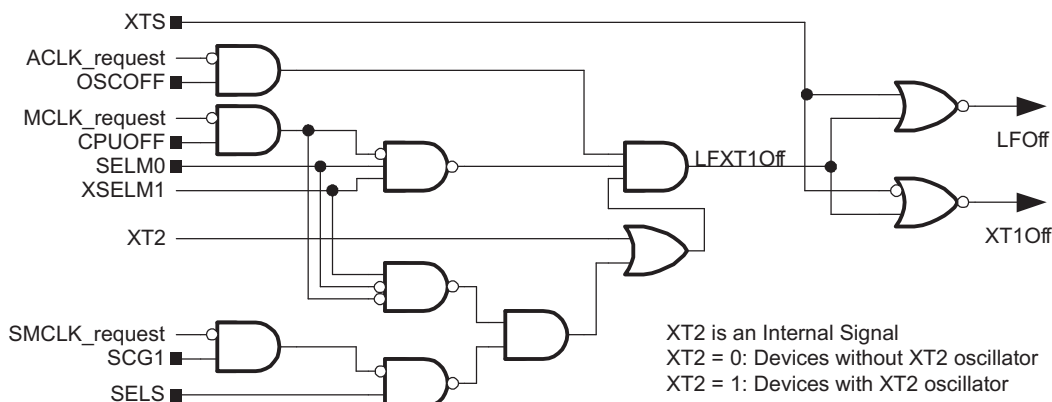 XTS
ACLK_request
OSCOFF
MCLK_request
CPUOFF
SELM0
XSELM1
XT2
SMCLK_request
SCG1
SELS
LFXT1Off
LFOff
XT1Off
XT2 is an Internal Signal
XT2 = 0: Devices without XT2 oscillator
XT2 = 1: Devices with XT2 oscillator